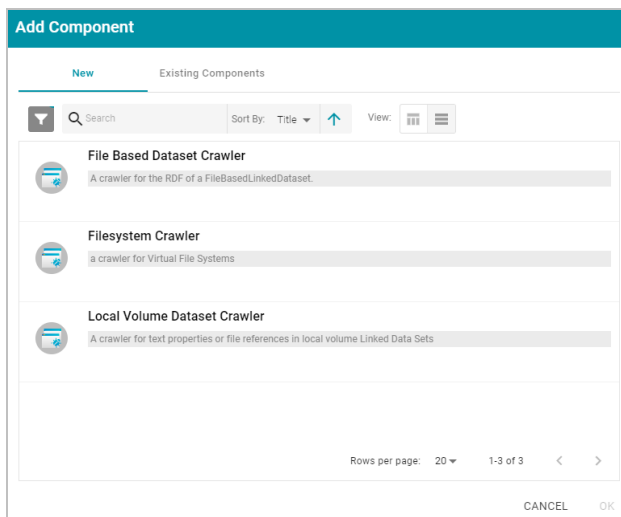 Add Component
New Existing Components
Search Sort By: Title View:
File Based Dataset Crawler
A crawler for the RDF of a FileBasedLinkedDataset.
Filesystem Crawler
a crawler for Virtual File Systems
Local Volume Dataset Crawler
A crawler for text properties or file references in local volume Linked Data Sets
Rows per page: 20 1-3 of 3
CANCEL OK